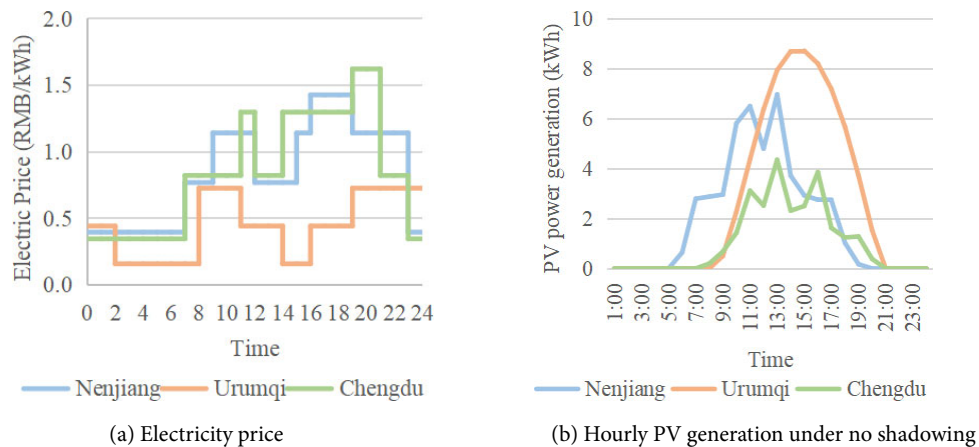 Electric Price (RMB/kWh)
2.0
1.5
1.0
0.5
0.0
0 2 4 6 8 10 12 14 16 18 20 22 24
Time
Nenjiang Urumqi Chengdu
(a) Electricity price
PV power generation (kWh)
10
8
6
4
2
0
1:00 3:00 5:00 7:00 9:00 11:00 13:00 15:00 17:00 19:00 21:00 23:00
Time
Nenjiang Urumqi Chengdu
(b) Hourly PV generation under no shadowing